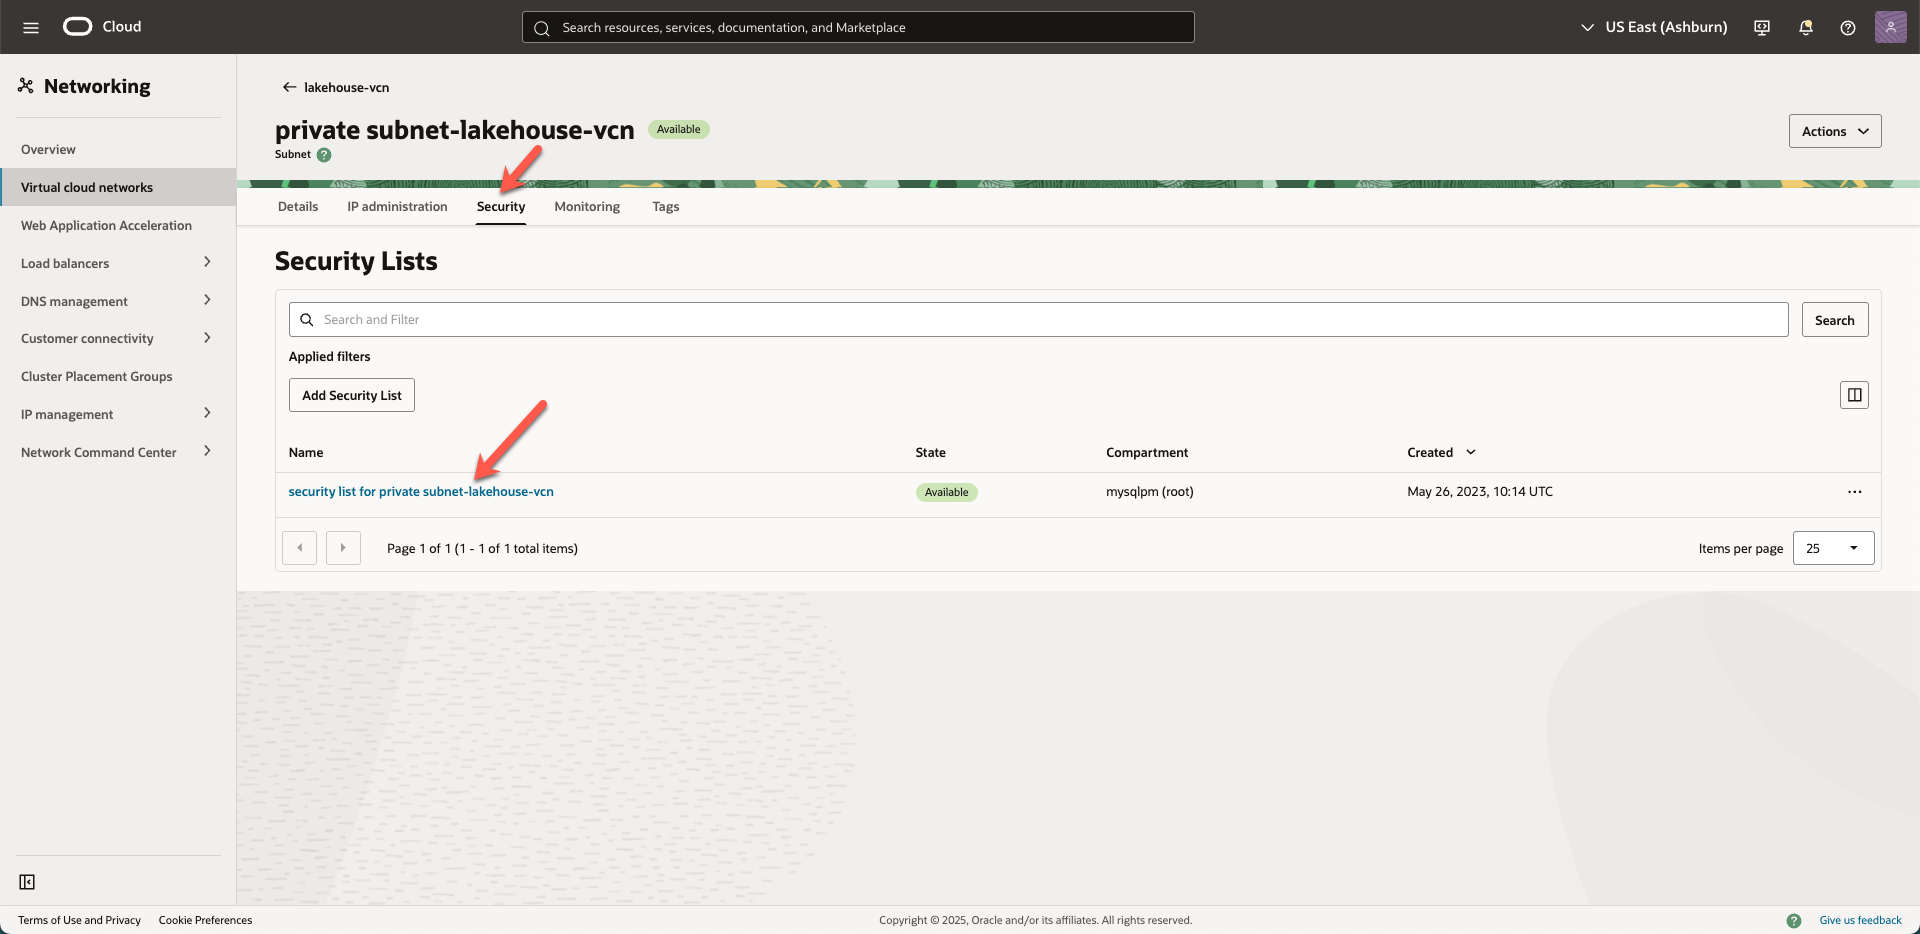 Cloud
Search resources, services, documentation, and Marketplace
US East (Ashburn)
Networking
Overview
Virtual cloud networks
Web Application Acceleration
Load balancers
DNS management
Customer connectivity
Cluster Placement Groups
IP management
Network Command Center
lakehouse-vcn
private subnet-lakehouse-vcn Available
Subnet ?
Actions
Details IP administration Security Monitoring Tags
Security Lists
Search and Filter
Search
Applied filters
Add Security List
Name State Compartment Created
security list for private subnet-lakehouse-vcn Available mysqlpm (root) May 26, 2023, 10:14 UTC
Page 1 of 1 (1 - 1 of 1 total items)
Items per page 25
Terms of Use and Privacy Cookie Preferences
Copyright © 2025, Oracle and/or its affiliates. All rights reserved.
? Give us feedback